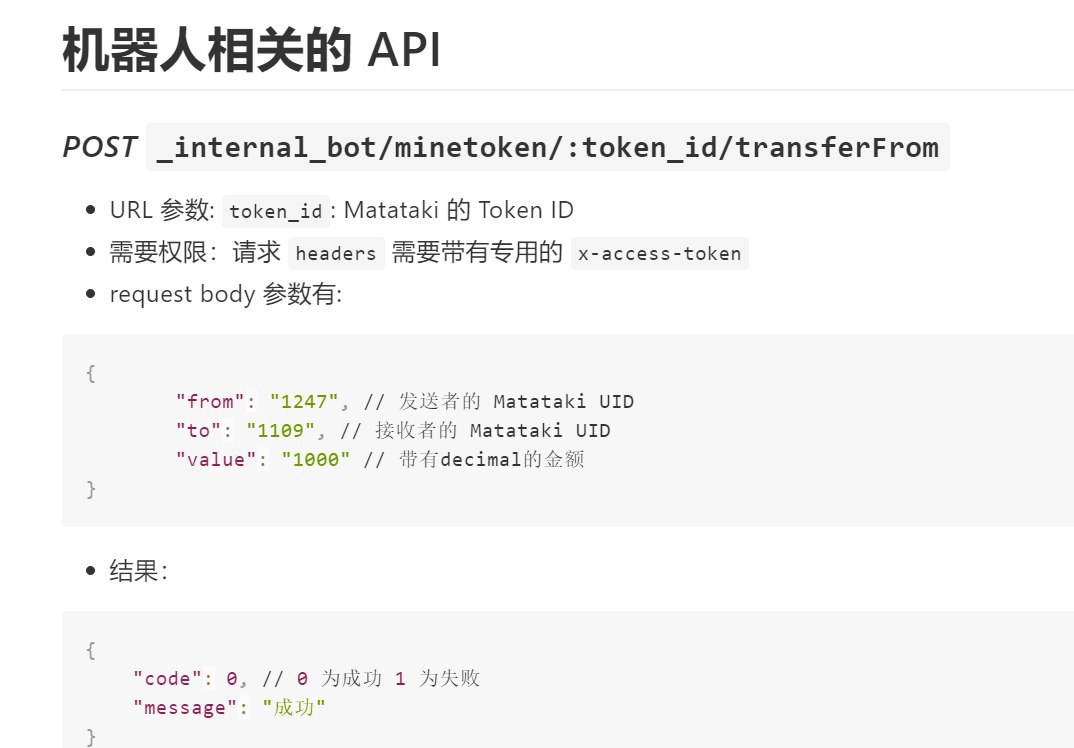 机器人相关的 API
POST _internal_bot/minetoken/:token_id/transferFrom
URL 参数: token_id: Matataki 的 Token ID
需要权限：请求 headers 需要带有专用的 x-access-token
request body 参数有:
{
"from": "1247", // 发送者的 Matataki UID
"to": "1109", // 接收者的 Matataki UID
"value": "1000" // 带有decimal的金额
}
结果：
{
"code": 0, // 0 为成功 1 为失败
"message": "成功"
}